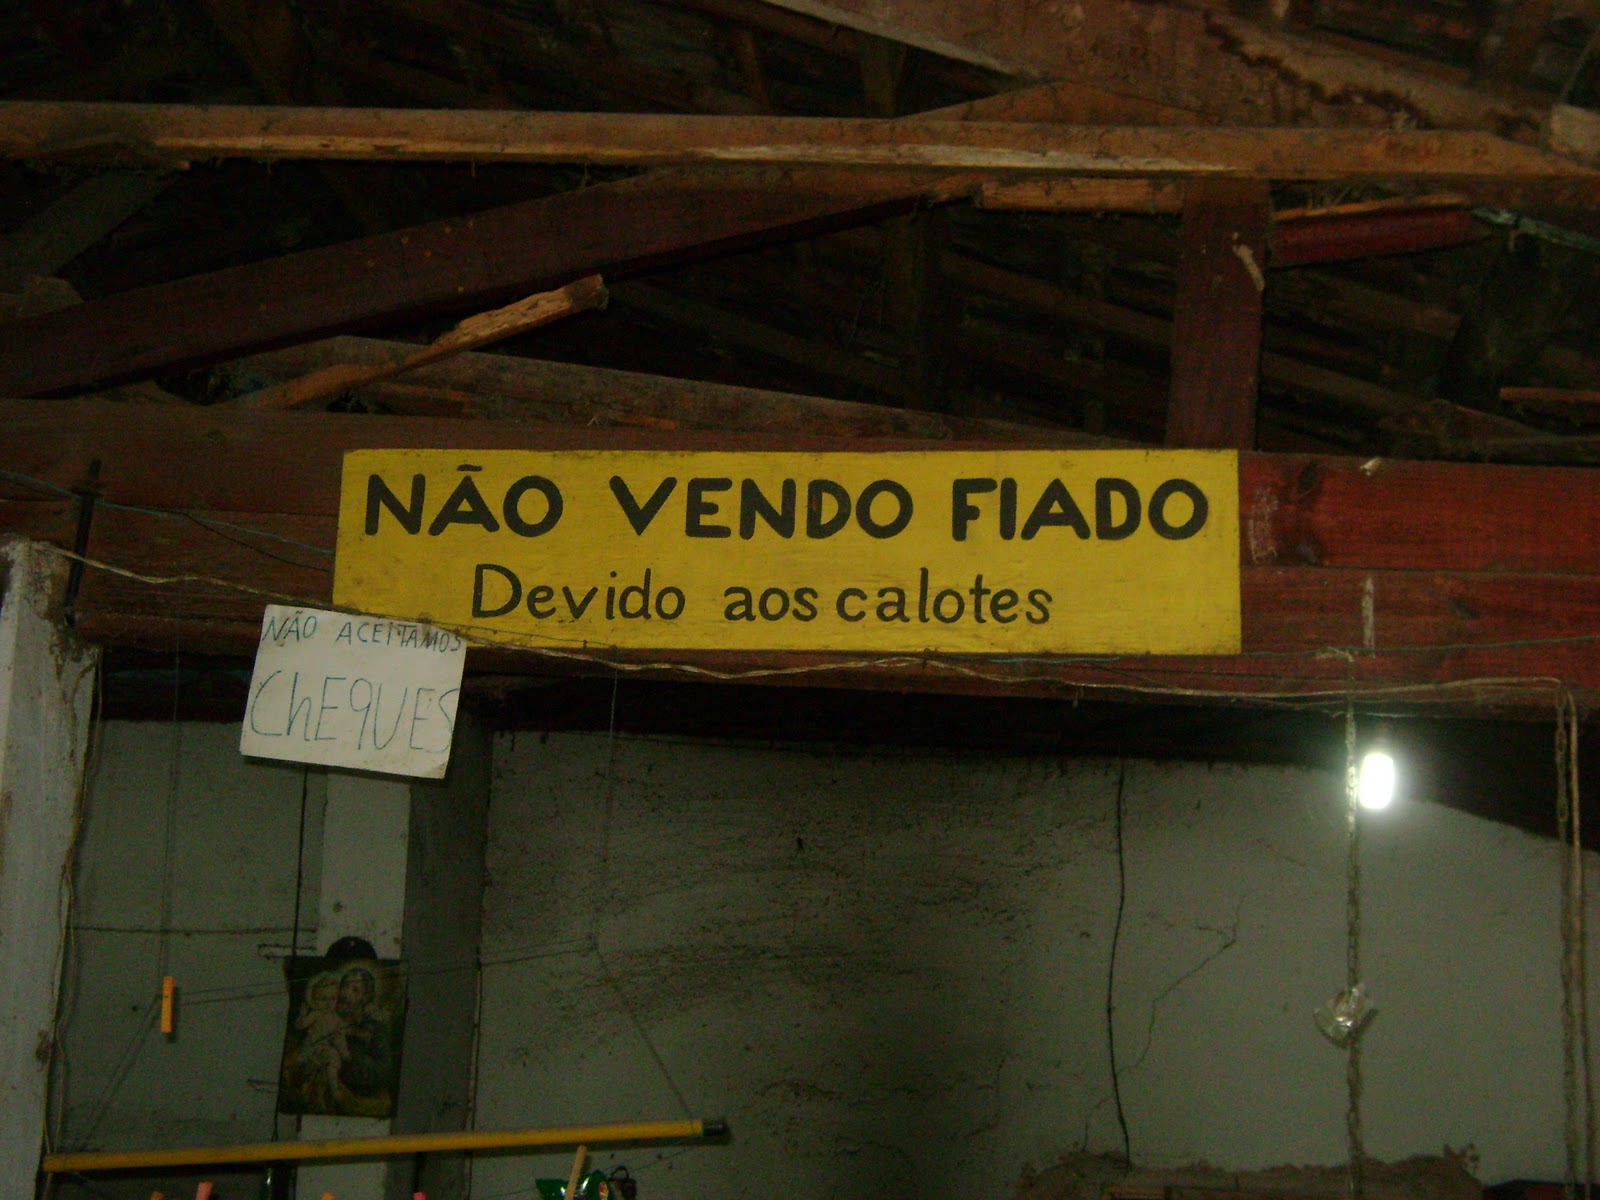 NÃO VENDO FIADO
Devido aos calotes
NÃO ACEITAMOS
ChEQUES